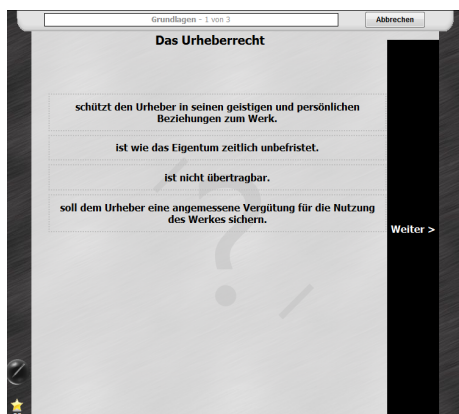 Grundlagen - 1 von 3
Abbrechen
Das Urheberrecht
schützt den Urheber in seinen geistigen und persönlichen
Beziehungen zum Werk.
ist wie das Eigentum zeitlich unbefristet.
ist nicht übertragbar.
soll dem Urheber eine angemessene Vergütung für die Nutzung
des Werkes sichern.
Weiter >